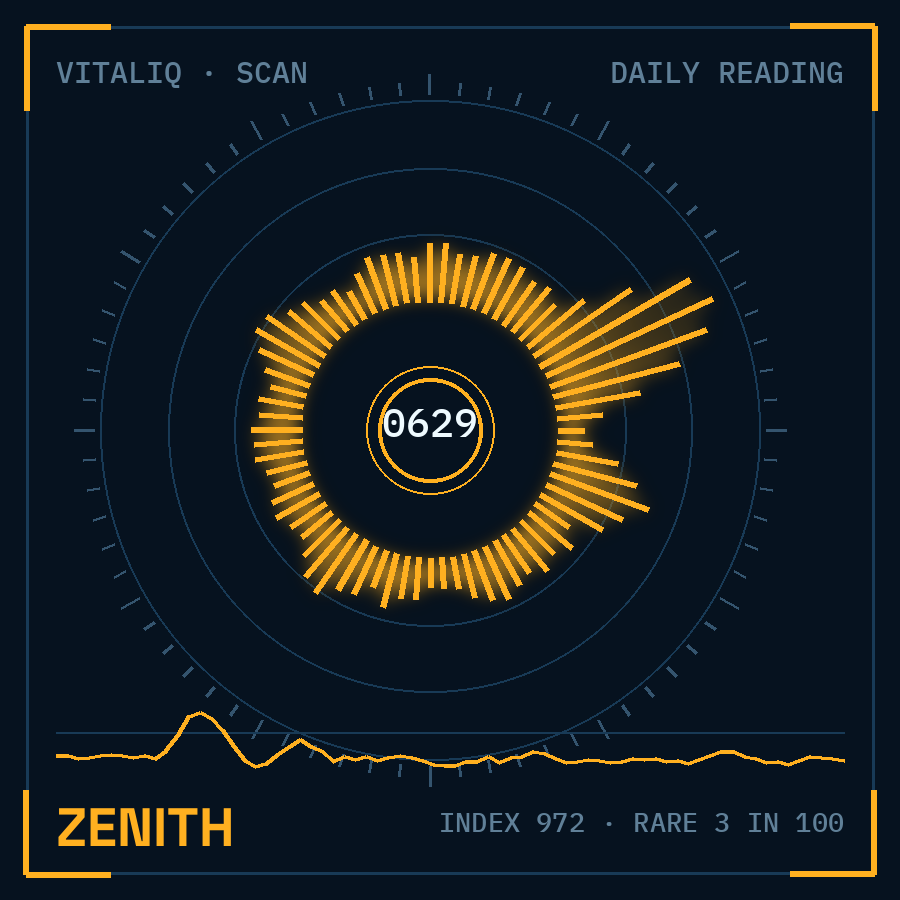 VITALIQ · SCAN
DAILY READING
0629
ZENITH
INDEX 972 · RARE 3 IN 100